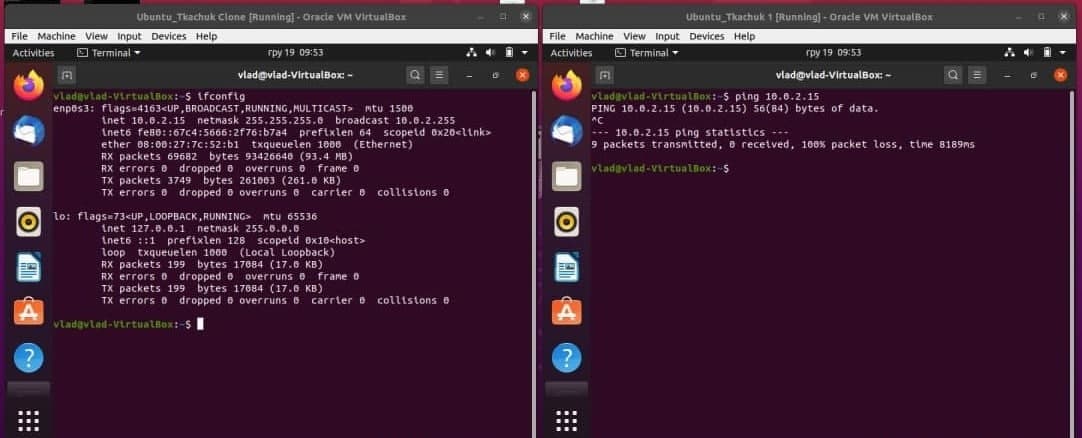 Ubuntu_Tkachuk Clone [Running] - Oracle VM VirtualBox
File Machine View Input Devices Help
Activities Terminal гру 19 09:53
vlad@vlad-VirtualBox: ~
vlad@vlad-VirtualBox:~$ ifconfig
enp0s3: flags=4163<UP,BROADCAST,RUNNING,MULTICAST> mtu 1500
inet 10.0.2.15 netmask 255.255.255.0 broadcast 10.0.2.255
inet6 fe80::67c4:5666:2f76:b7a4 prefixlen 64 scopeid 0x20<link>
ether 08:00:27:7c:52:b1 txqueuelen 1000 (Ethernet)
RX packets 69682 bytes 93426640 (93.4 MB)
RX errors 0 dropped 0 overruns 0 frame 0
TX packets 3749 bytes 261003 (261.0 KB)
TX errors 0 dropped 0 overruns 0 carrier 0 collisions 0
lo: flags=73<UP,LOOPBACK,RUNNING> mtu 65536
inet 127.0.0.1 netmask 255.0.0.0
inet6 ::1 prefixlen 128 scopeid 0x10<host>
loop txqueuelen 1000 (Local Loopback)
RX packets 199 bytes 17084 (17.0 KB)
RX errors 0 dropped 0 overruns 0 frame 0
TX packets 199 bytes 17084 (17.0 KB)
TX errors 0 dropped 0 overruns 0 carrier 0 collisions 0
vlad@vlad-VirtualBox:~$
Ubuntu_Tkachuk 1 [Running] - Oracle VM VirtualBox
File Machine View Input Devices Help
Activities Terminal гру 19 09:53
vlad@vlad-VirtualBox: ~
vlad@vlad-VirtualBox:~$ ping 10.0.2.15
PING 10.0.2.15 (10.0.2.15) 56(84) bytes of data.
^C
--- 10.0.2.15 ping statistics ---
9 packets transmitted, 0 received, 100% packet loss, time 8189ms
vlad@vlad-VirtualBox:~$